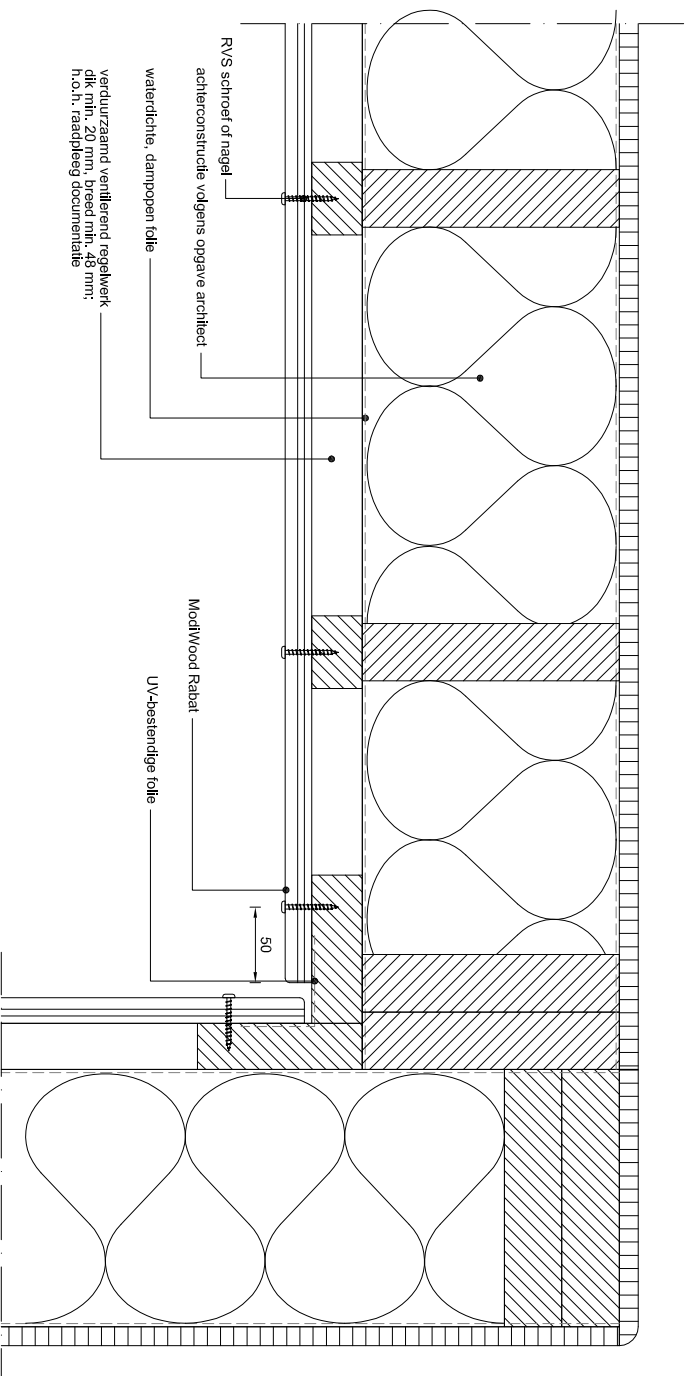 RVS schroef of nagel
achterconstructie volgens opgave architect
waterdichte, dampopen folie
verduurzaamd ventilerend regelwerk
dik min. 20 mm, breed min. 48 mm;
h.o.h. raadpleeg documentatie
ModiWood Rabat
UV-bestendige folie
50